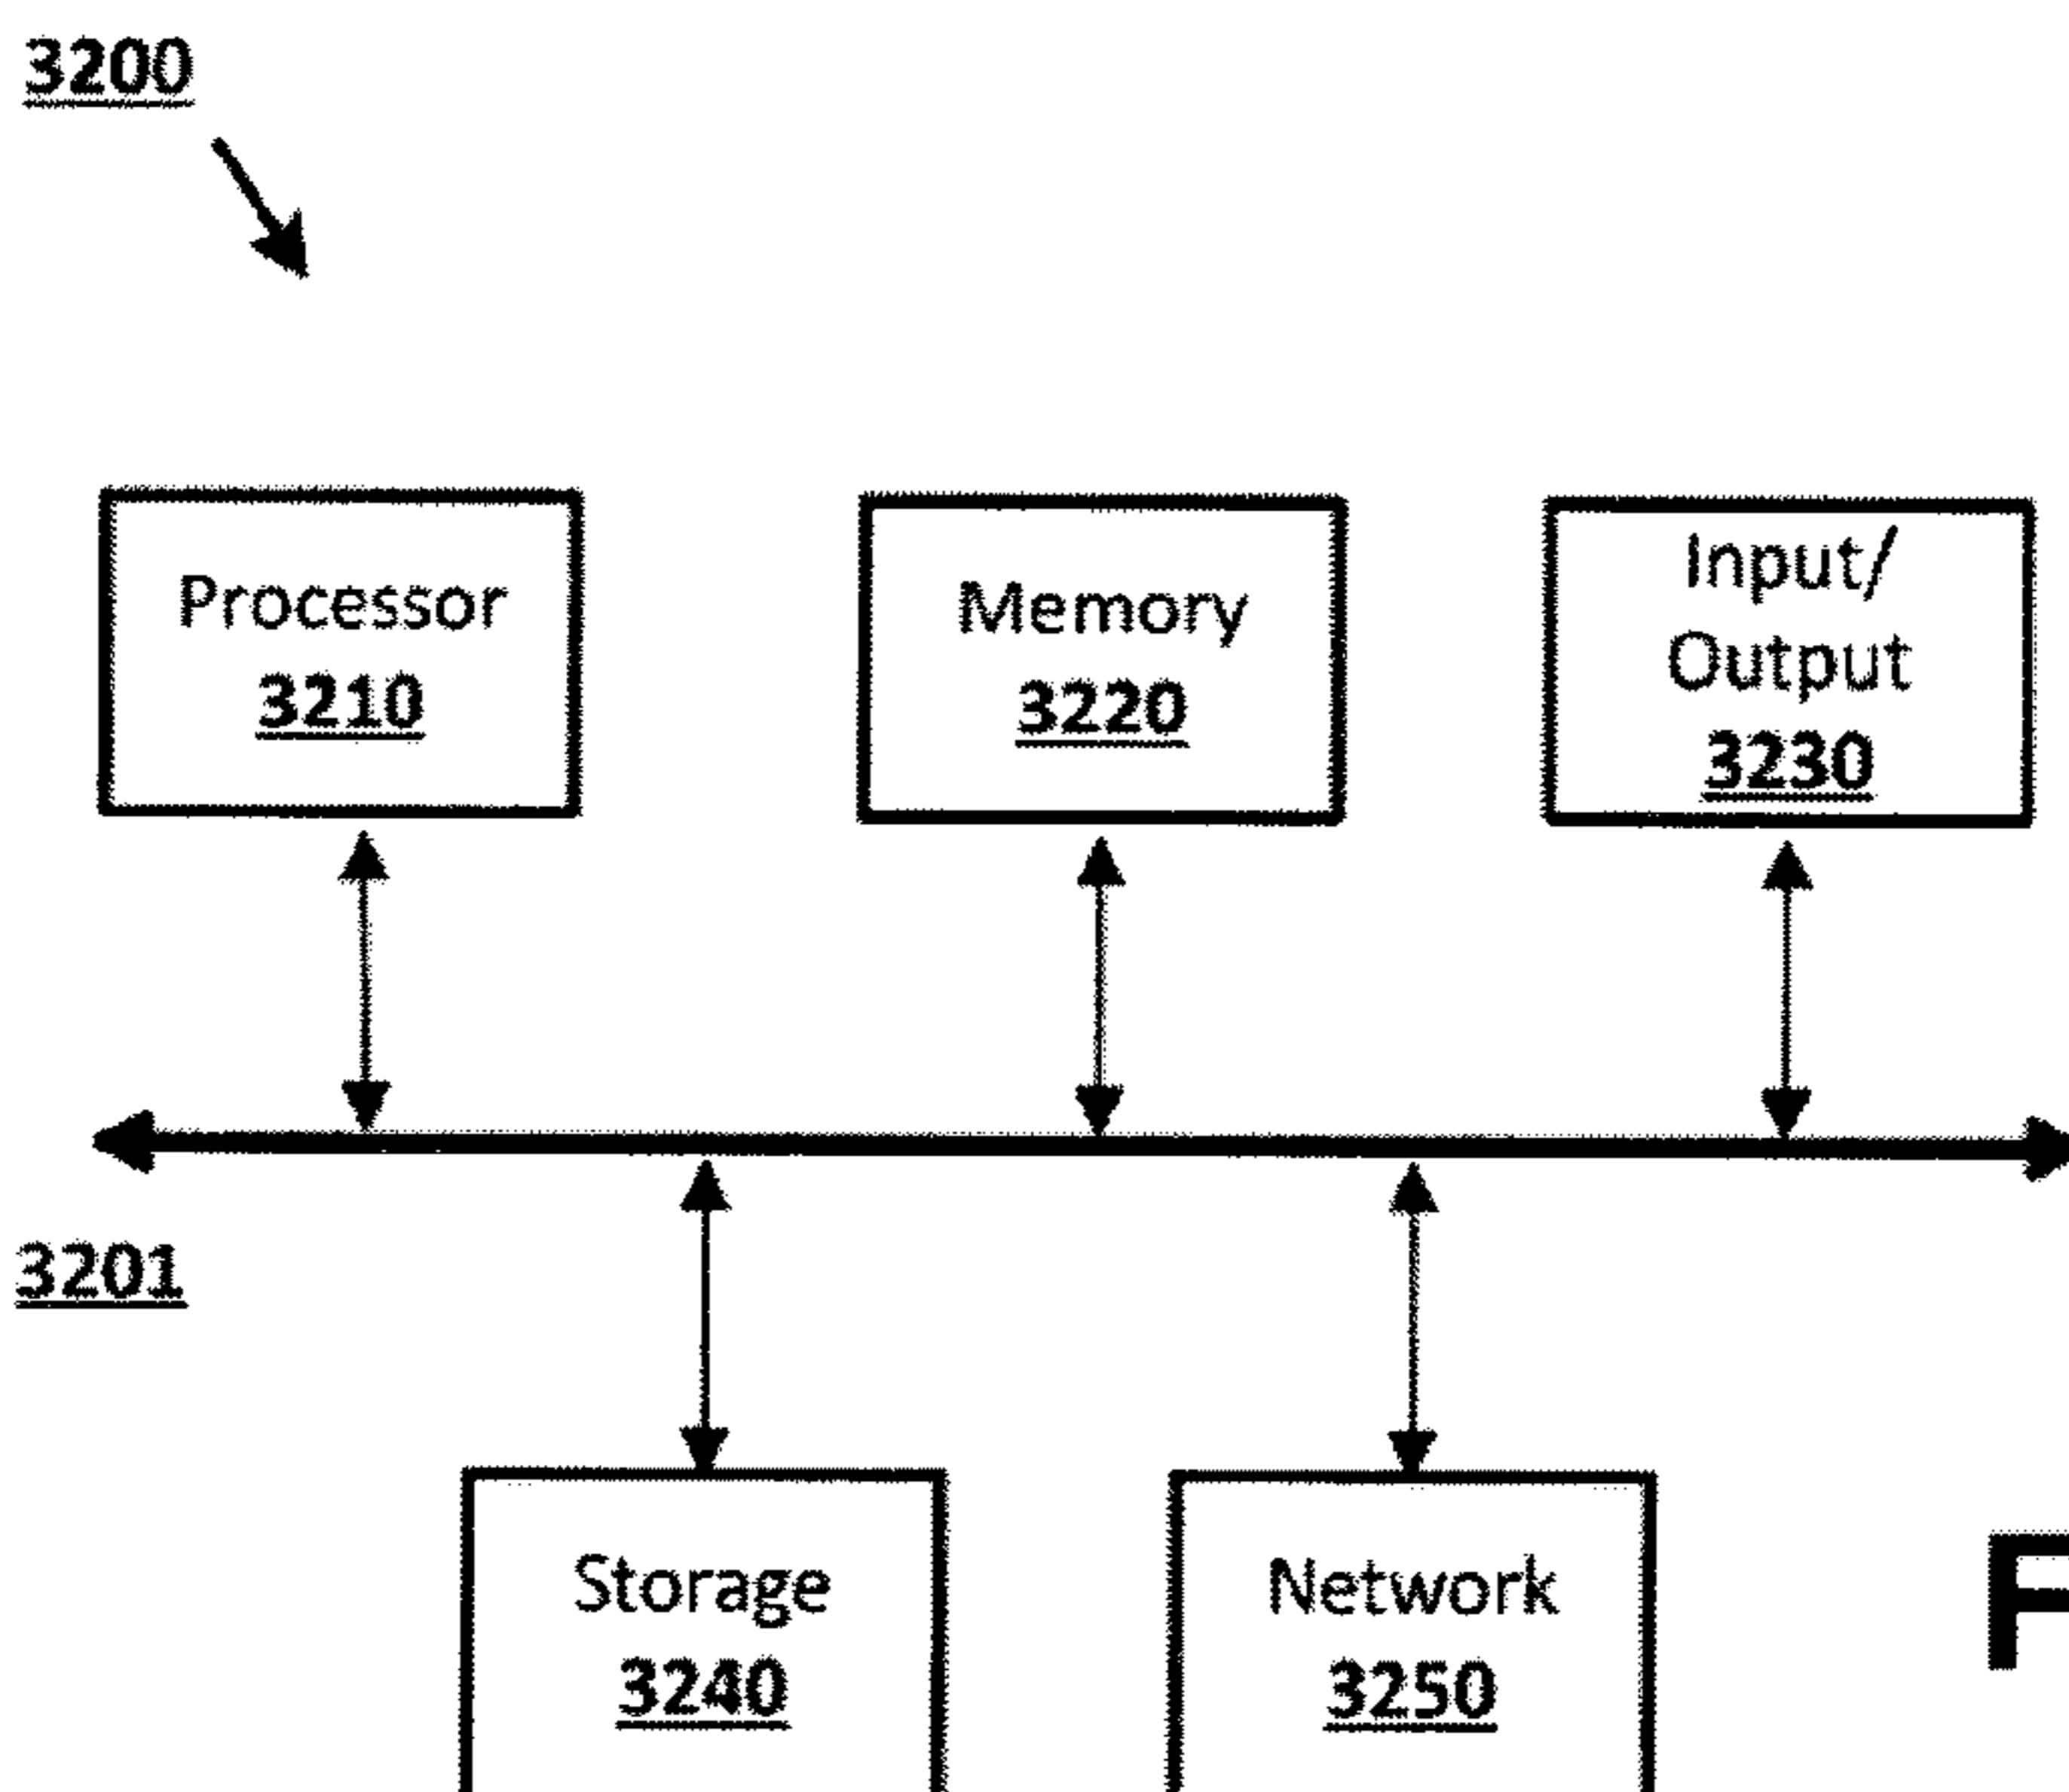 3200
Processor
3210
Memory
3220
Input/
Output
3230
3201
Storage
3240
Network
3250
F